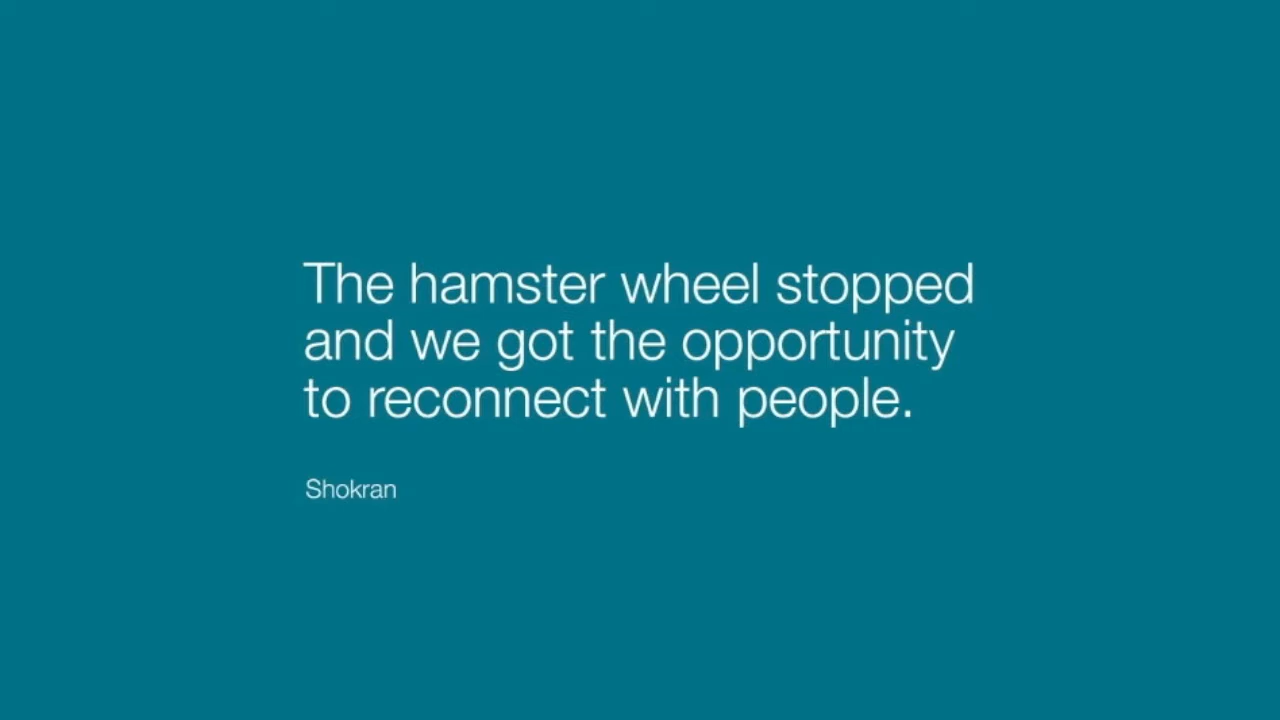 The hamster wheel stopped
and we got the opportunity
to reconnect with people.
Shokran